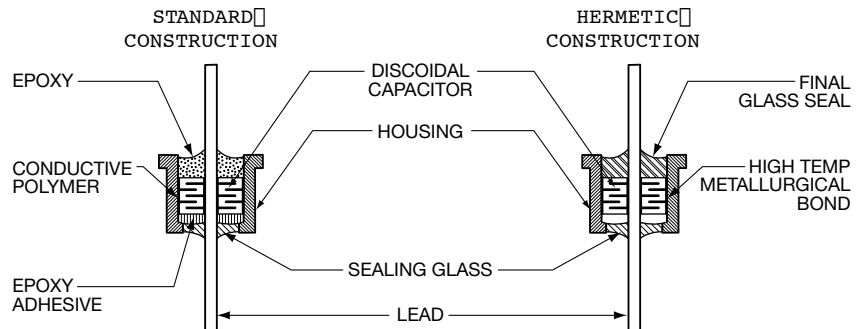 STANDARD
CONSTRUCTION
HERMETIC
CONSTRUCTION
EPOXY
DISCOIDAL
CAPACITOR
FINAL
GLASS SEAL
HOUSING
CONDUCTIVE
POLYMER
HIGH TEMP
METALLURGICAL
BOND
SEALING GLASS
EPOXY
ADHESIVE
LEAD